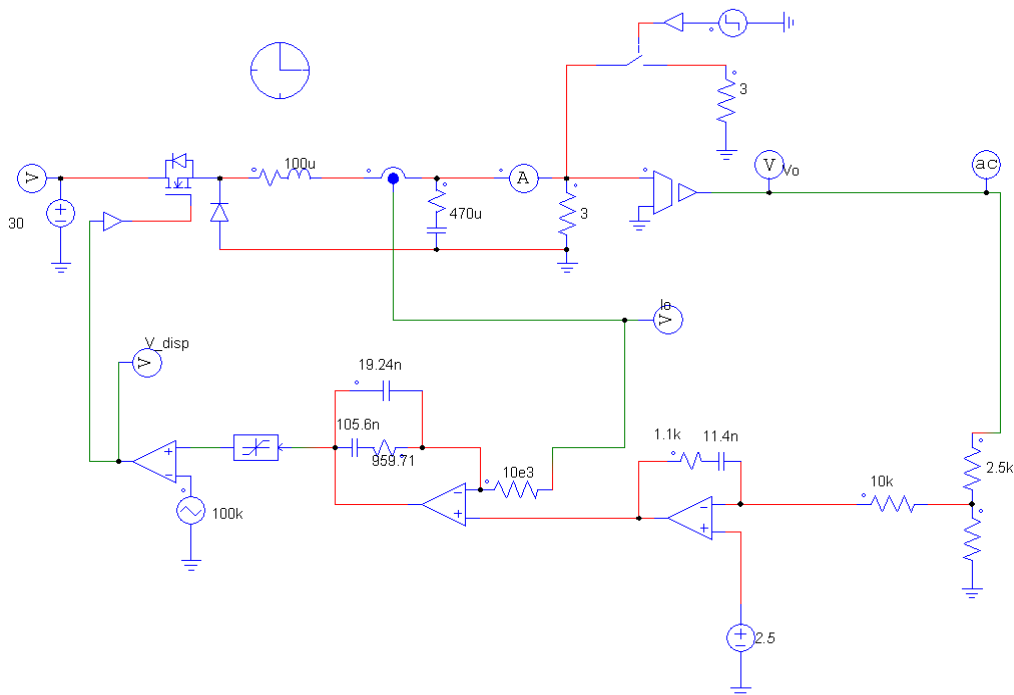 3
V
100u
A
V
Vo
ac
30
470u
3
Io
V
V_disp
V
19.24n
105.6n
959.71
10e3
1.1k
11.4n
10k
2.5k
100k
2.5